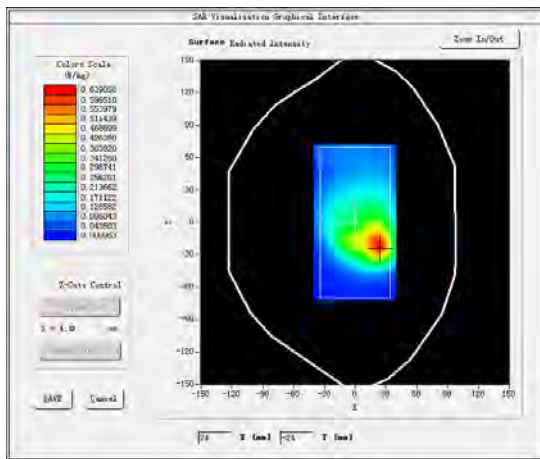 SAR Visualisation Graphical Interface
Surface Radiated Intensity
Zoom In/Out
Colors Scale
(W/kg)
0.639050
0.596510
0.553979
0.511439
0.468899
0.426360
0.383820
0.341280
0.298741
0.256201
0.213662
0.171122
0.128582
0.086043
0.043503
0.000963
150
120
90
60
30
0
-30
-60
-90
-120
-150
-150 -120 -90 -60 -30 0 30 60 90 120 150
X
Z-Cuts Control
Z = 4.0 mm
SAVE
Cancel
24 X [mm] -24 Y [mm]